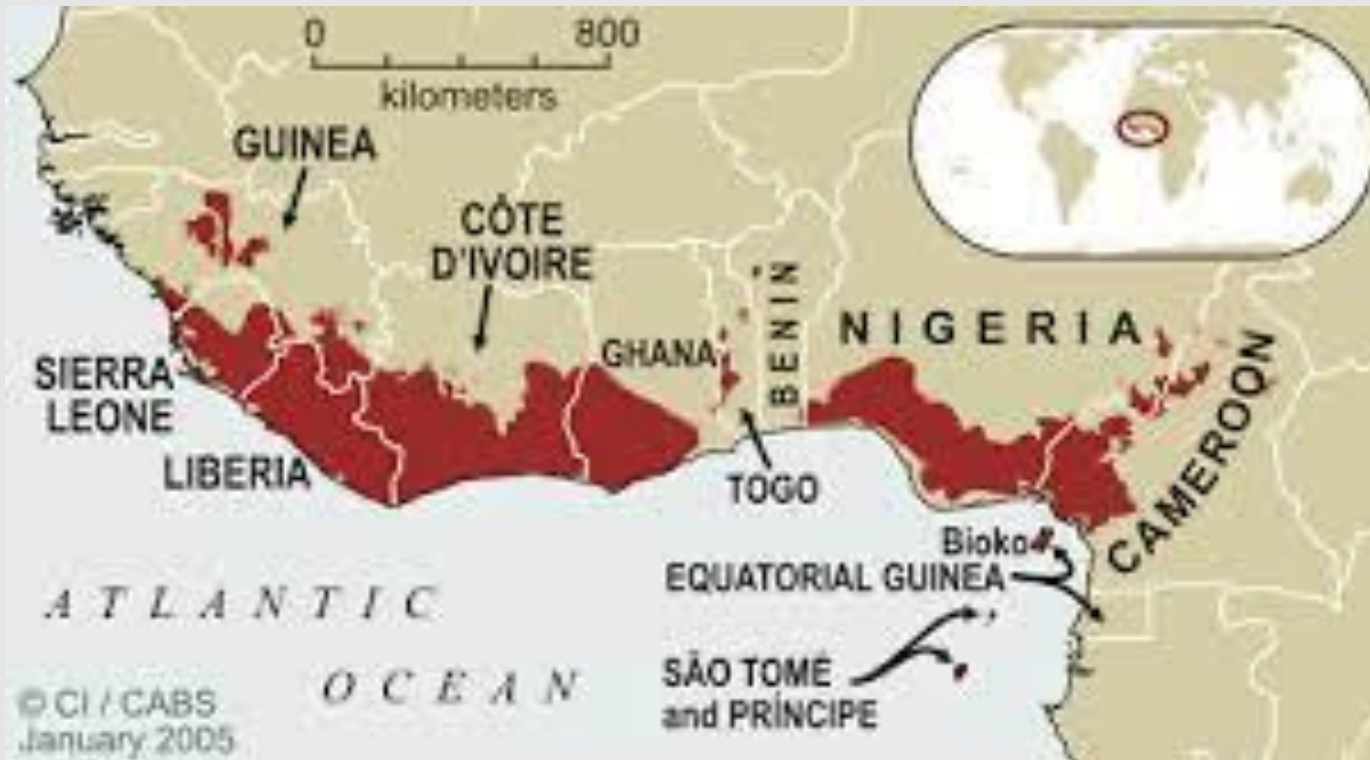 0 800
kilometers
GUINEA
CÔTE
D'IVOIRE
BENIN
NIGERIA
GHANA
SIERRA
LEONE
LIBERIA
TOGO
CAMEROON
Bioko
EQUATORIAL GUINEA
ATLANTIC
OCEAN
SÃO TOMÉ
and PRÍNCIPE
© CI / CABS
January 2005